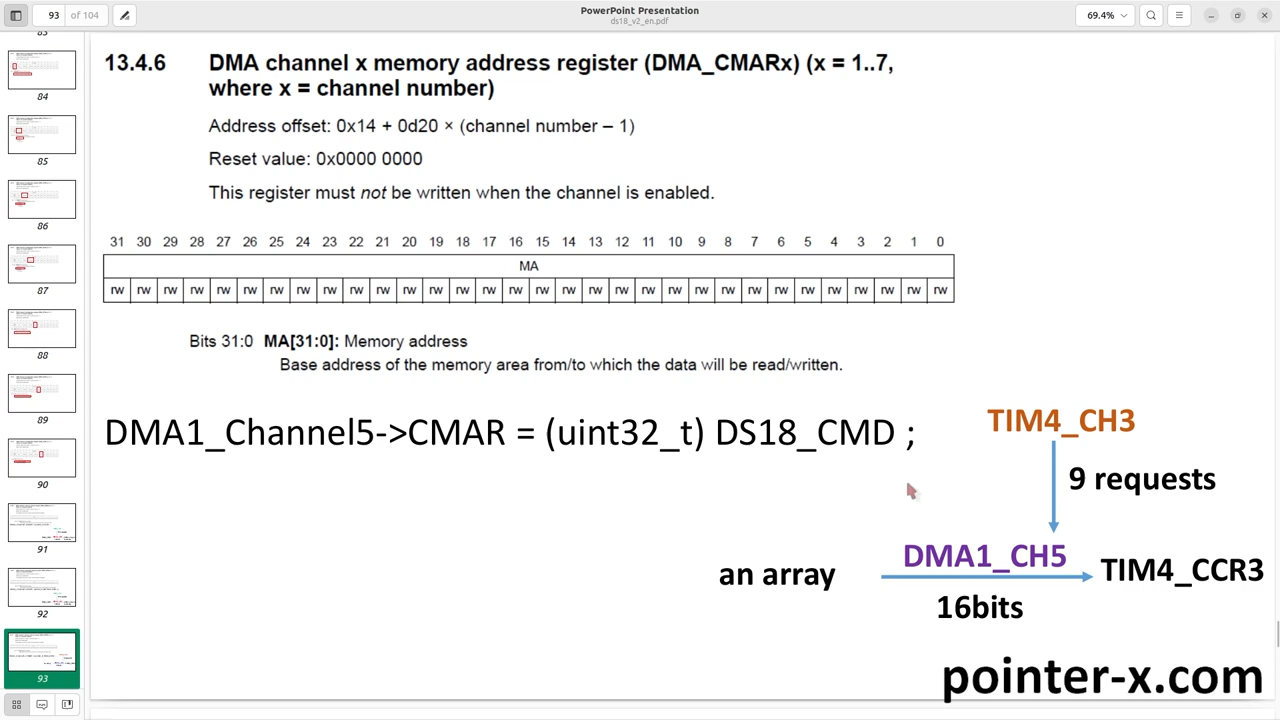 PowerPoint Presentation
ds18_v2_en.pdf
93 of 104
69.4%
84
85
86
87
88
89
90
91
92
93
13.4.6 DMA channel x memory address register (DMA_CMARx) (x = 1..7,
where x = channel number)
Address offset: 0x14 + 0d20 × (channel number – 1)
Reset value: 0x0000 0000
This register must not be written when the channel is enabled.
31 30 29 28 27 26 25 24 23 22 21 20 19 18 17 16 15 14 13 12 11 10 9 8 7 6 5 4 3 2 1 0
MA
rw rw rw rw rw rw rw rw rw rw rw rw rw rw rw rw rw rw rw rw rw rw rw rw rw rw rw rw rw rw rw rw
Bits 31:0 MA[31:0]: Memory address
Base address of the memory area from/to which the data will be read/written.
DMA1_Channel5->CMAR = (uint32_t) DS18_CMD ;
TIM4_CH3
9 requests
DMA1_CH5
an array
TIM4_CCR3
16bits
pointer-x.com